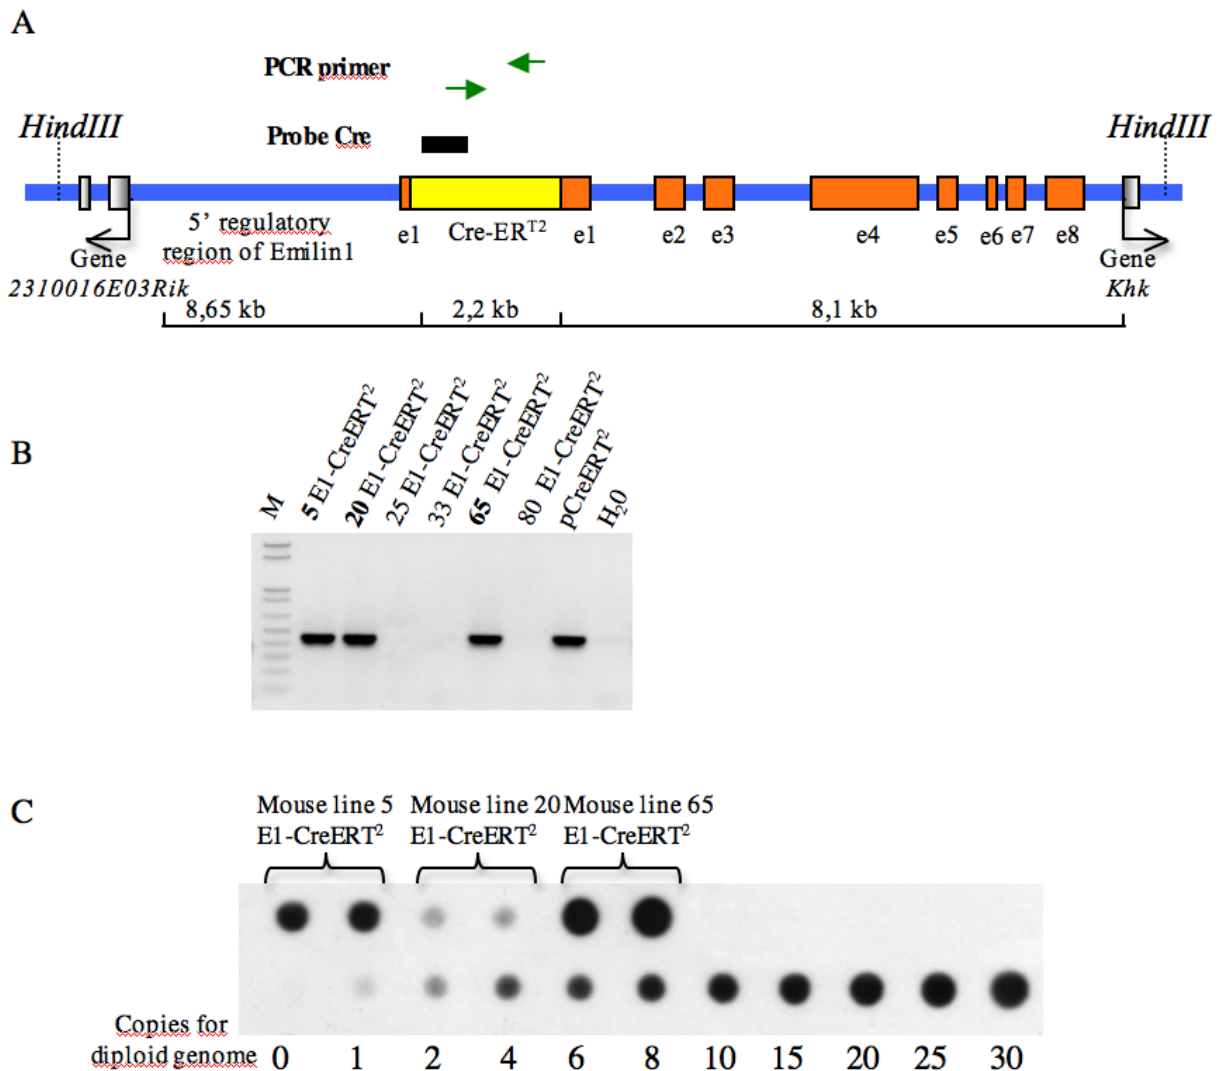 A
PCR primer
HindIII
HindIII
Probe Cre
5’ regulatory
region of Emilin1
e1
Cre-ERT2
e1
e2
e3
e4
e5
e6
e7
e8
Gene
2310016E03Rik
Gene
Khk
8,65 kb
2,2 kb
8,1 kb
B
M
5 E1-CreERT2
20 E1-CreERT2
25 E1-CreERT2
33 E1-CreERT2
65 E1-CreERT2
80 E1-CreERT2
pCreERT2
H20
C
Mouse line 5
E1-CreERT2
Mouse line 20
E1-CreERT2
Mouse line 65
E1-CreERT2
Copies for
diploid genome
0 1 2 4 6 8 10 15 20 25 30